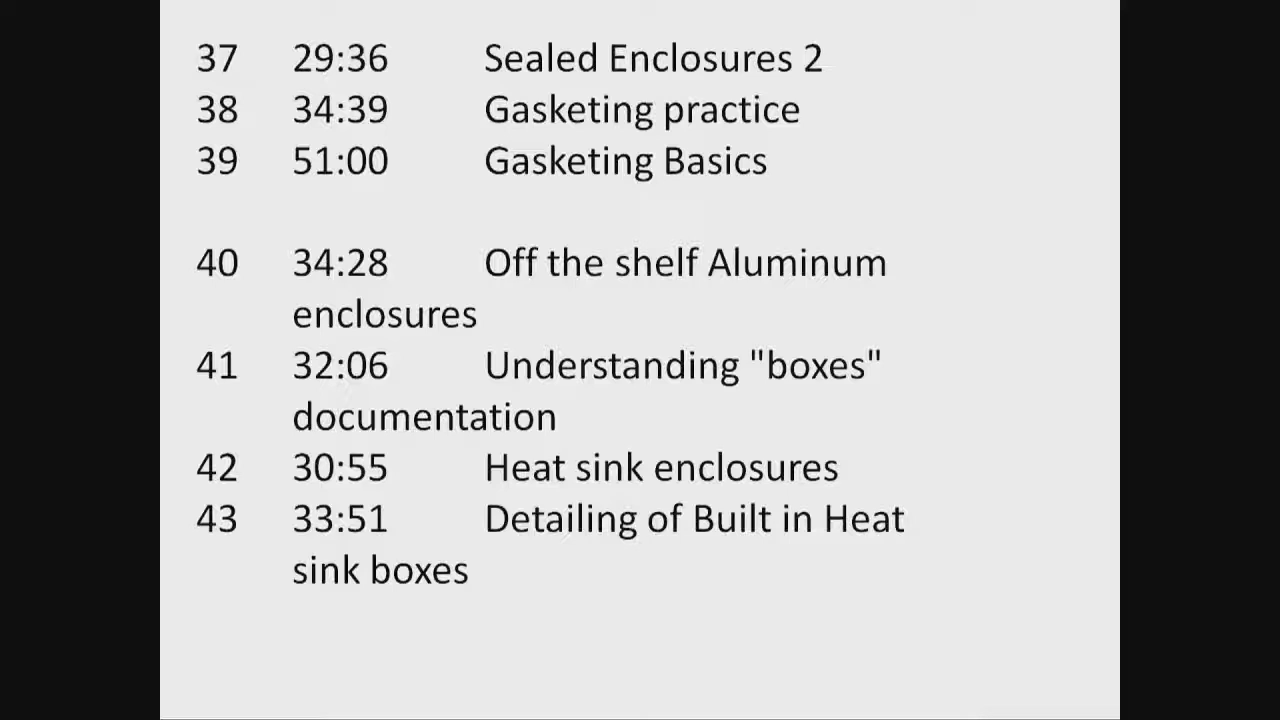 37 29:36 Sealed Enclosures 2
38 34:39 Gasketing practice
39 51:00 Gasketing Basics
40 34:28 Off the shelf Aluminum
enclosures
41 32:06 Understanding "boxes"
documentation
42 30:55 Heat sink enclosures
43 33:51 Detailing of Built in Heat
sink boxes